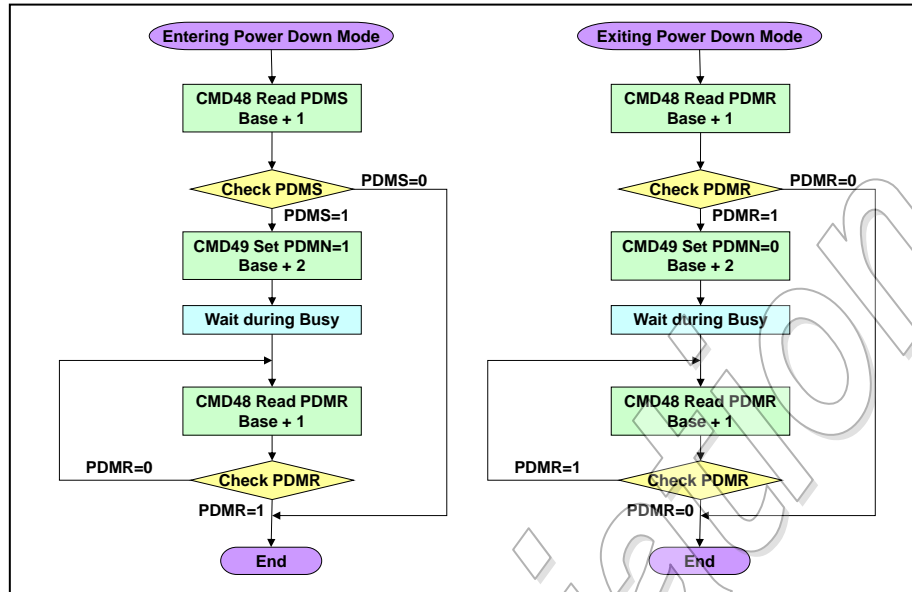 Entering Power Down Mode
CMD48 Read PDMS
Base + 1
Check PDMS
PDMS=0
PDMS=1
CMD49 Set PDMN=1
Base + 2
Wait during Busy
CMD48 Read PDMR
Base + 1
PDMR=0
Check PDMR
PDMR=1
End
Exiting Power Down Mode
CMD48 Read PDMR
Base + 1
Check PDMR
PDMR=0
PDMR=1
CMD49 Set PDMN=0
Base + 2
Wait during Busy
CMD48 Read PDMR
Base + 1
PDMR=1
Check PDMR
PDMR=0
End